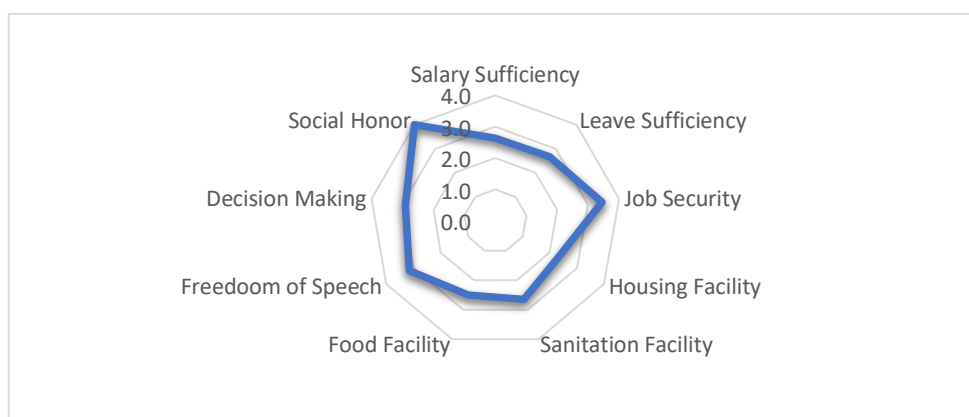 Salary Sufficiency
4.0
3.0
2.0
1.0
0.0
Leave Sufficiency
Job Security
Housing Facility
Sanitation Facility
Food Facility
Freedoom of Speech
Decision Making
Social Honor